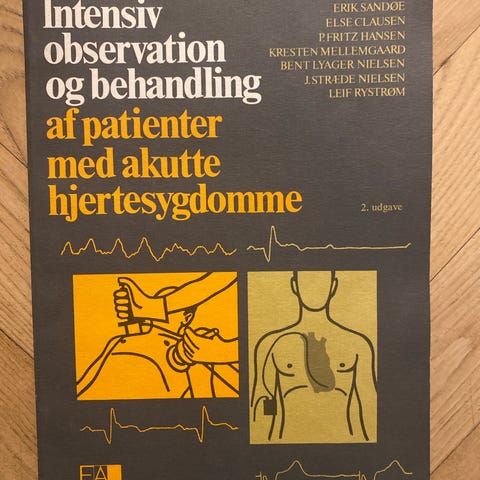 Intensiv
observation
og behandling
af patienter
med akutte
hjertesygdomme
ERIK SANDØE
ELSE CLAUSEN
P. FRITZ HANSEN
KRESTEN MELLEMGAARD
BENT LYAGER NIELSEN
J. STRÆDE NIELSEN
LEIF RYSTRØM
2. udgave